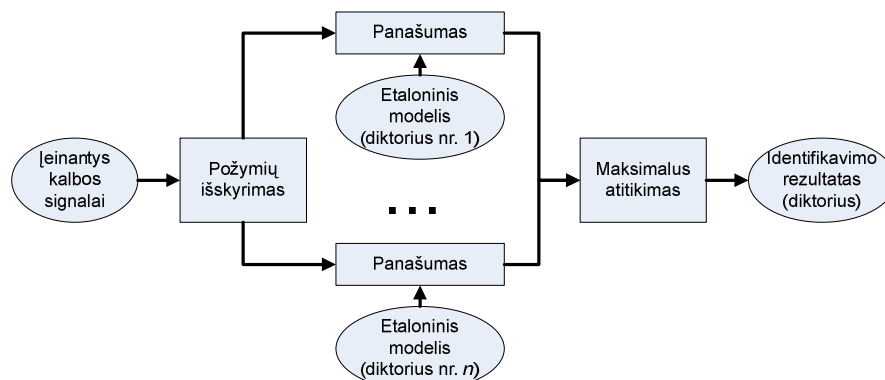 Įeinantys
kalbos
signalai
Požymių
išskyrimas
Panašumas
Etaloninis
modelis
(diktorius nr. 1)
...
Panašumas
Etaloninis
modelis
(diktorius nr. n)
Maksimalus
atitikimas
Identifikavimo
rezultatas
(diktorius)